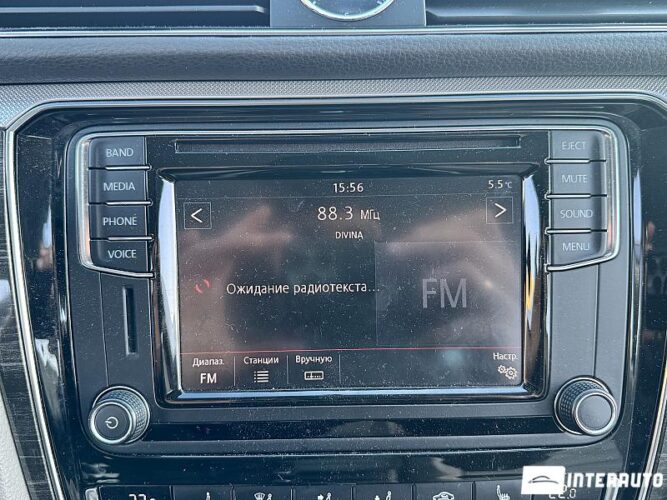 BAND
MEDIA
PHONE
VOICE
EJECT
MUTE
SOUND
MENU
15:56
5.5°C
<
88.3 МГц
>
DIVINA
Ожидание радиотекста...
FM
Диапаз.
FM
Станции
Вручную
Настр.
INTERAUTO